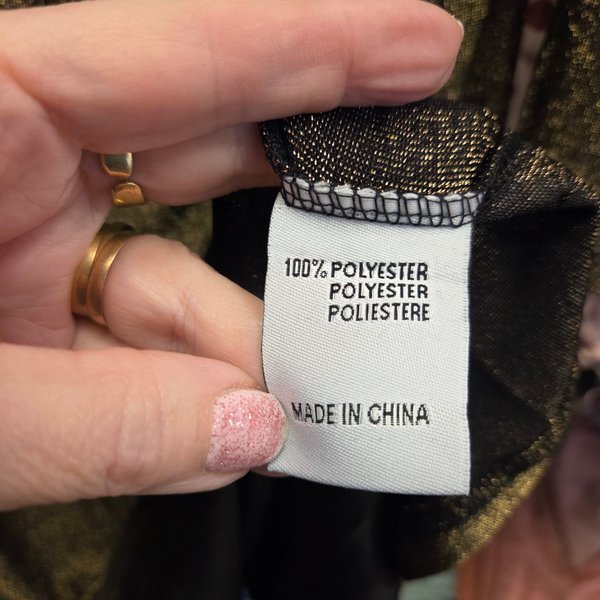 100% POLYESTER
POLYESTER
POLIESTERE
MADE IN CHINA